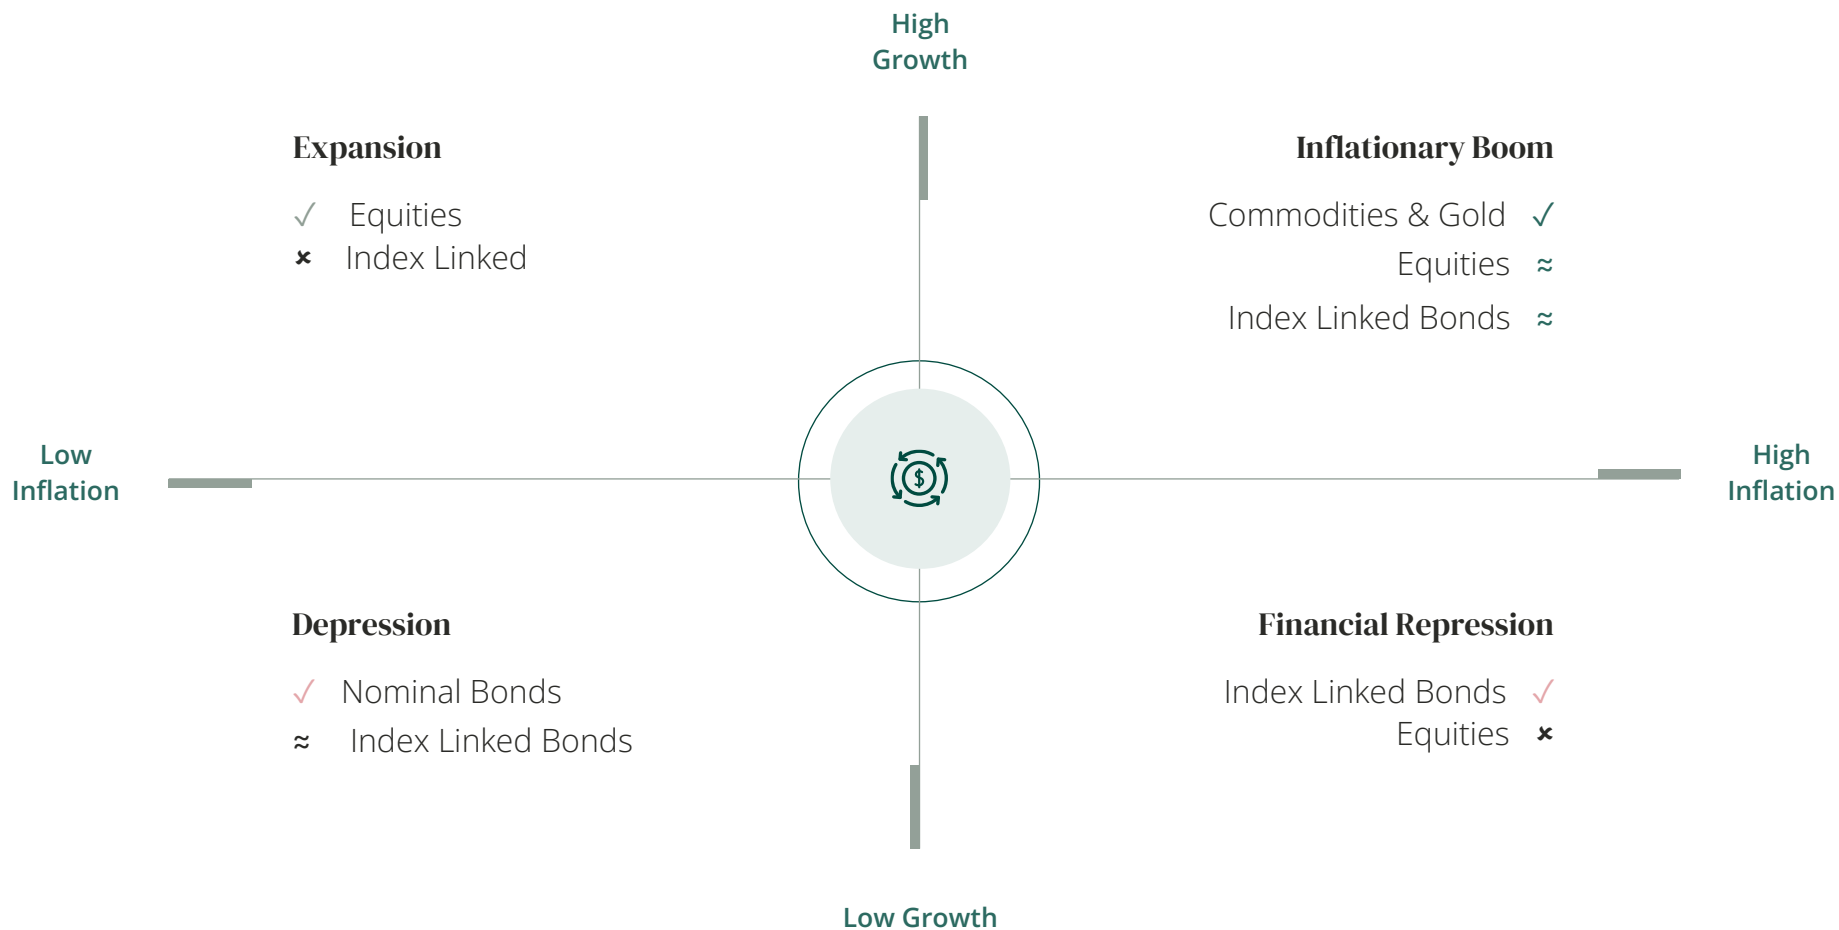 High
Growth
Expansion
✓ Equities
✘ Index Linked
Inflationary Boom
Commodities & Gold ✓
Equities ≈
Index Linked Bonds ≈
Low
Inflation
$
High
Inflation
Depression
✓ Nominal Bonds
≈ Index Linked Bonds
Financial Repression
Index Linked Bonds ✓
Equities ✘
Low Growth